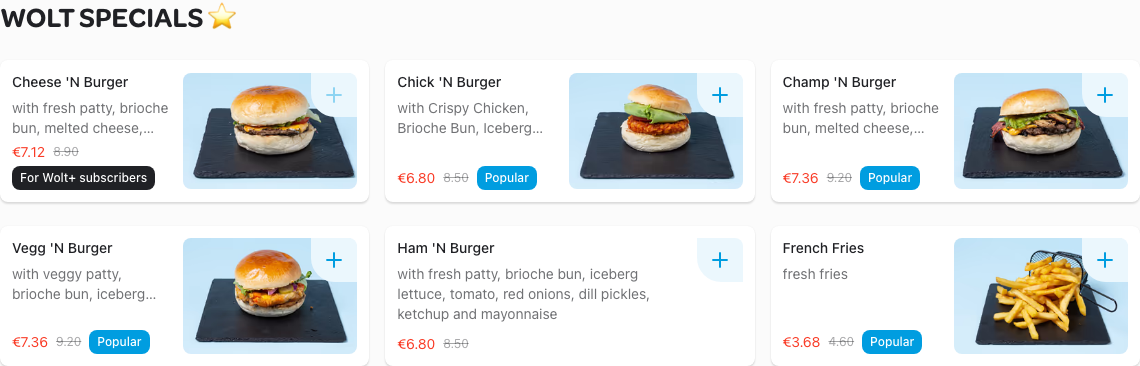 WOLT SPECIALS ⭐
Cheese 'N Burger
with fresh patty, brioche
bun, melted cheese,...
€7.12 8.90
For Wolt+ subscribers
Chick 'N Burger
with Crispy Chicken,
Brioche Bun, Iceberg...
€6.80 8.50 Popular
Champ 'N Burger
with fresh patty, brioche
bun, melted cheese,...
€7.36 9.20 Popular
Vegg 'N Burger
with veggy patty,
brioche bun, iceberg...
€7.36 9.20 Popular
Ham 'N Burger
with fresh patty, brioche bun, iceberg
lettuce, tomato, red onions, dill pickles,
ketchup and mayonnaise
€6.80 8.50
French Fries
fresh fries
€3.68 4.60 Popular